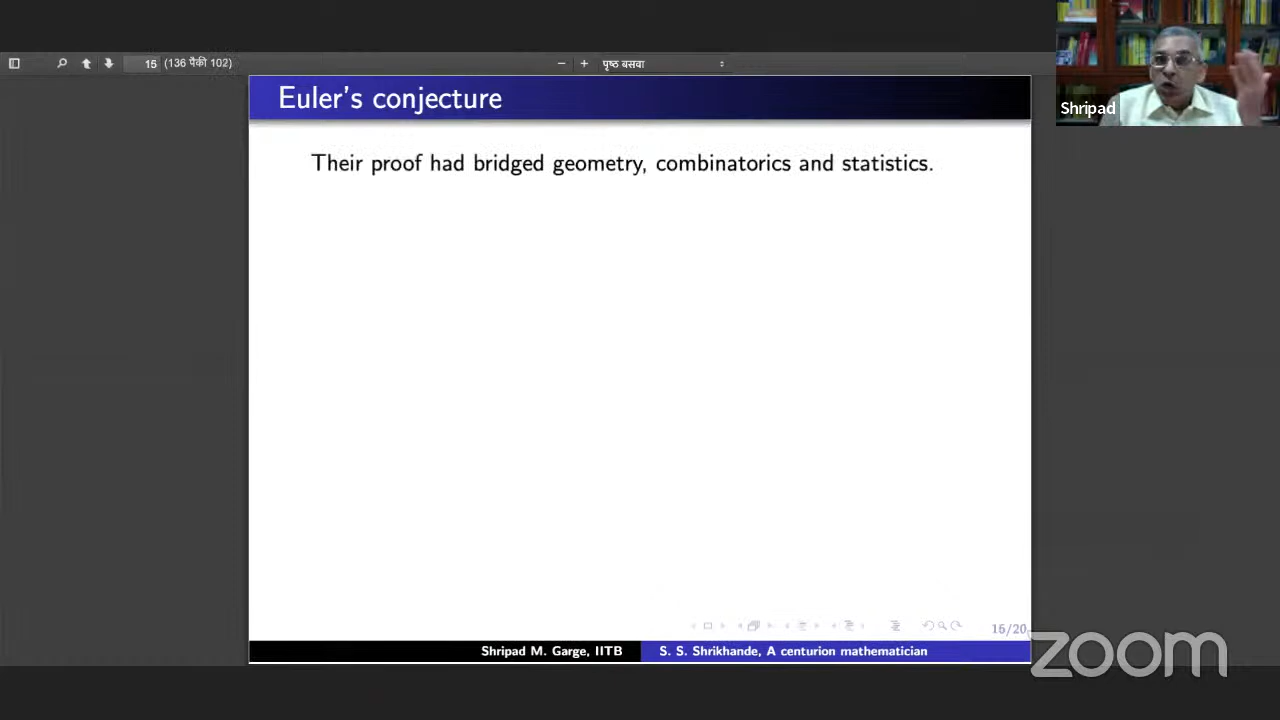 15 (136 पैकी 102)
− + पृष्ठ बसवा
Shripad
Euler's conjecture
Their proof had bridged geometry, combinatorics and statistics.
16/20
Shripad M. Garge, IITB S. S. Shrikhande, A centurion mathematician
zoom